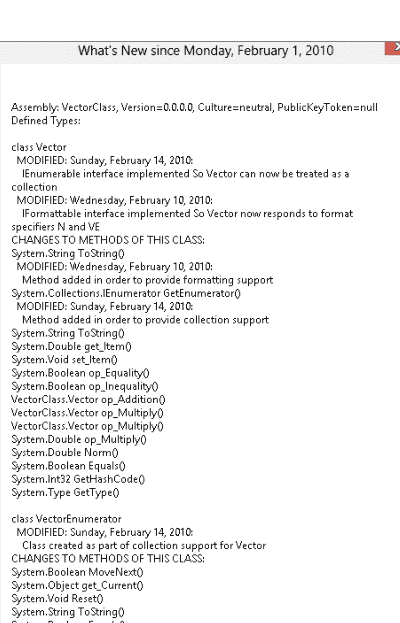 What's New since Monday, February 1, 2010
Assembly: VectorClass, Version=0.0.0.0, Culture=neutral, PublicKeyToken=null
Defined Types:
class Vector
MODIFIED: Sunday, February 14, 2010:
IEnumerable interface implemented So Vector can now be treated as a
collection
MODIFIED: Wednesday, February 10, 2010:
IFormattable interface implemented So Vector now responds to format
specifiers N and VE
CHANGES TO METHODS OF THIS CLASS:
System.String ToString()
MODIFIED: Wednesday, February 10, 2010:
Method added in order to provide formatting support
System.Collections.IEnumerator GetEnumerator()
MODIFIED: Sunday, February 14, 2010:
Method added in order to provide collection support
System.String ToString()
System.Double get_Item()
System.Void set_Item()
System.Boolean op_Equality()
System.Boolean op_Inequality()
VectorClass.Vector op_Addition()
VectorClass.Vector op_Multiply()
VectorClass.Vector op_Multiply()
System.Double op_Multiply()
System.Double Norm()
System.Boolean Equals()
System.Int32 GetHashCode()
System.Type GetType()
class VectorEnumerator
MODIFIED: Sunday, February 14, 2010:
Class created as part of collection support for Vector
CHANGES TO METHODS OF THIS CLASS:
System.Boolean MoveNext()
System.Object get_Current()
System.Void Reset()
System.String ToString()